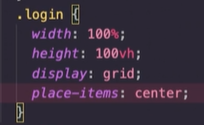 .login {
width: 100%;
height: 100vh;
display: grid;
place-items: center;
}